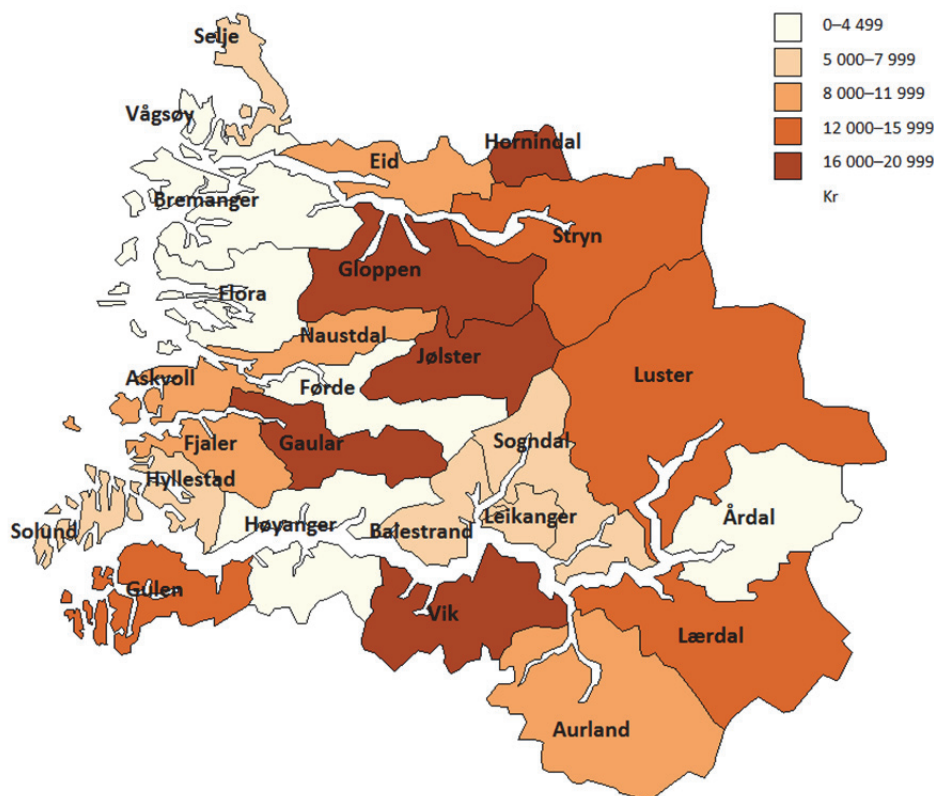 Selje
0–4 499
5 000–7 999
8 000–11 999
12 000–15 999
16 000–20 999
Kr
Vågsøy
Hornindal
Eid
Bremanger
Stryn
Gloppen
Flora
Naustdal
Jølster
Askvoll
Førde
Luster
Fjaler
Gaular
Sogndal
Hyllestad
Solund
Høyanger
Balestrand
Leikanger
Årdal
Gulen
Vik
Lærdal
Aurland